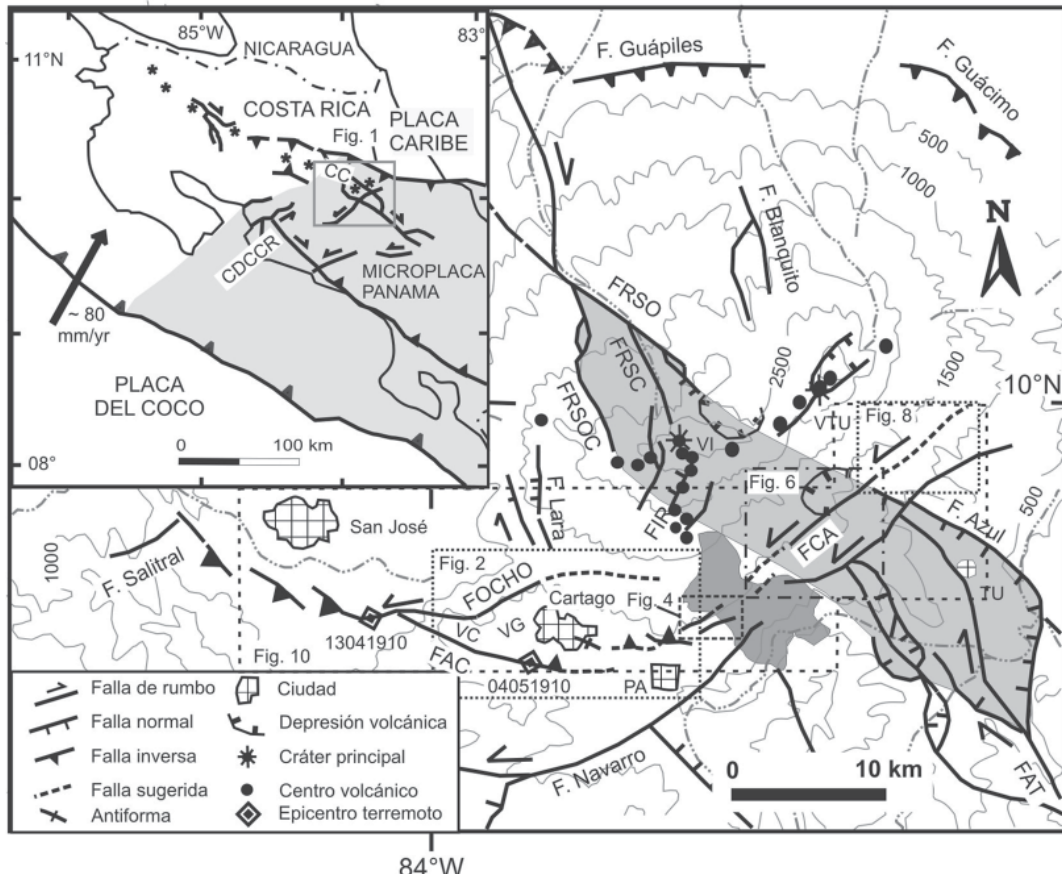 85°W
83°
11°N
NICARAGUA
COSTA RICA
PLACA
CARIBE
Fig. 1
CC
CDCCR
MICROPLACA
PANAMA
~ 80
mm/yr
PLACA
DEL COCO
0 100 km
08°
F. Guápiles
F. Guácimo
500
1000
F. Blanquito
N
FRSO
FRSC
FRSOC
2500
1500
10°N
VTU
Fig. 8
VI
Fig. 6
F. Lara
FIR
FCA
F. Azul
500
San José
1000
F. Salitral
Fig. 2
FOCHO
Cartago
Fig. 4
TU
VC
VG
13041910
FAC
Fig. 10
04051910
PA
F. Navarro
FAT
0 10 km
Falla de rumbo
Ciudad
Falla normal
Depresión volcánica
Falla inversa
Cráter principal
Falla sugerida
Centro volcánico
Antiforma
Epicentro terremoto
84°W